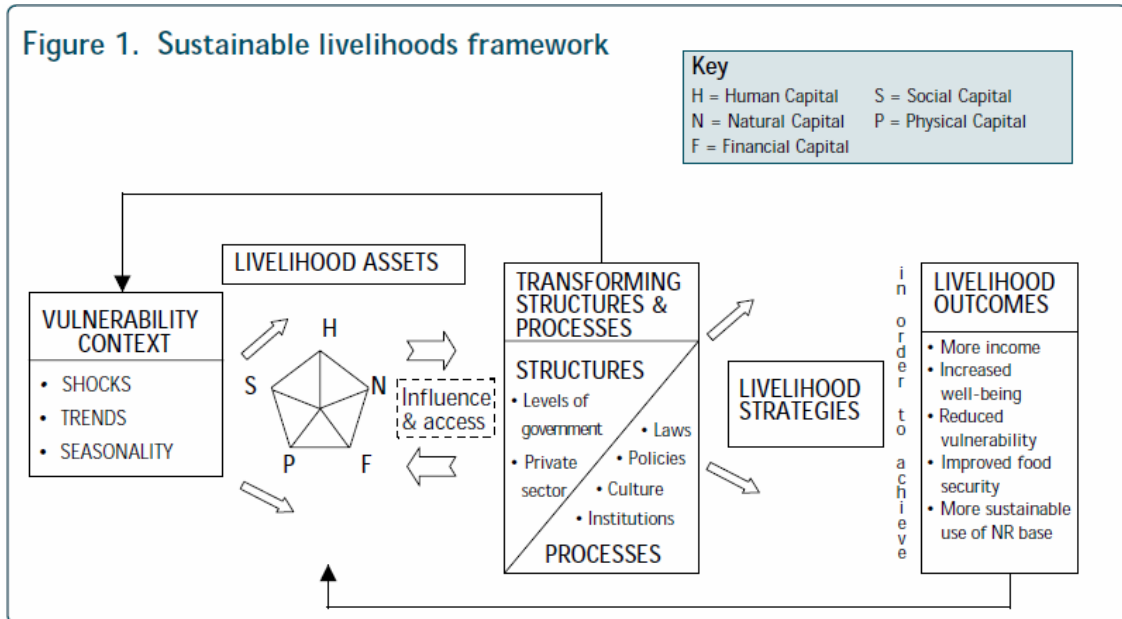 Figure 1. Sustainable livelihoods framework
Key
H = Human Capital S = Social Capital
N = Natural Capital P = Physical Capital
F = Financial Capital
LIVELIHOOD ASSETS
VULNERABILITY
CONTEXT
• SHOCKS
• TRENDS
• SEASONALITY
H
S
N
P
F
Influence
& access
TRANSFORMING
STRUCTURES &
PROCESSES
STRUCTURES
• Levels of
government
• Private
sector
• Laws
• Policies
• Culture
• Institutions
PROCESSES
LIVELIHOOD
STRATEGIES
in order to achieve
LIVELIHOOD
OUTCOMES
• More income
• Increased
well-being
• Reduced
vulnerability
• Improved food
security
• More sustainable
use of NR base